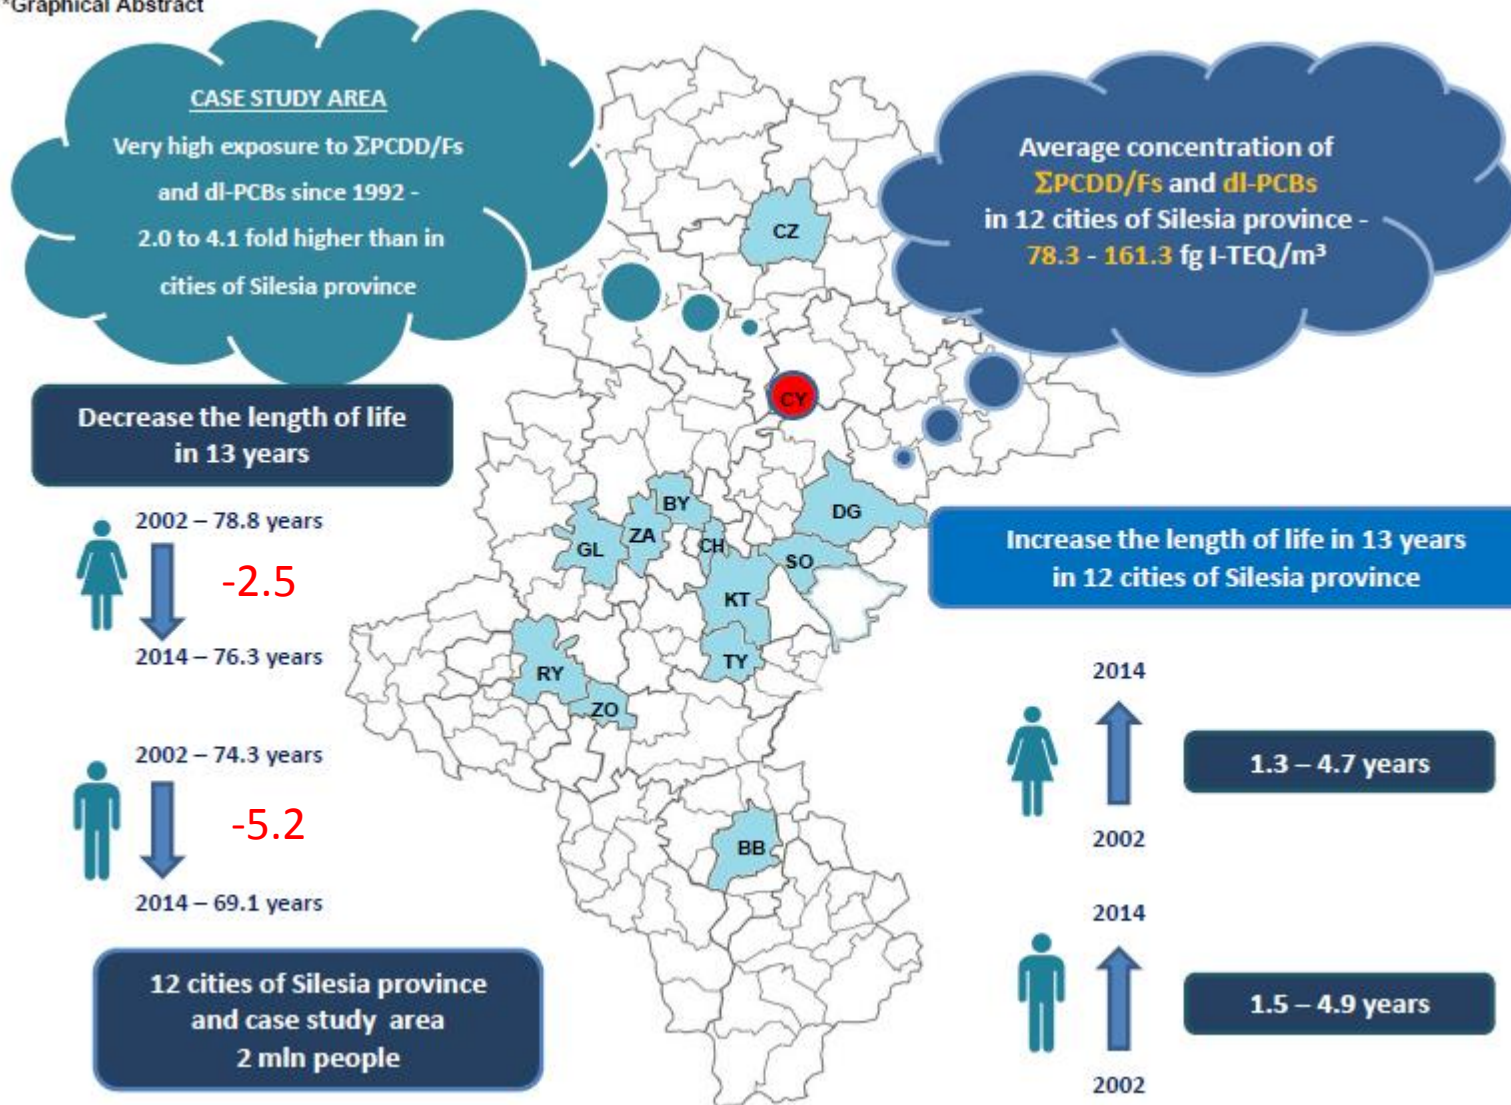 *Graphical Abstract
CASE STUDY AREA
Very high exposure to ΣPCDD/Fs
and dl-PCBs since 1992 -
2.0 to 4.1 fold higher than in
cities of Silesia province
Average concentration of
ΣPCDD/Fs and dl-PCBs
in 12 cities of Silesia province -
78.3 - 161.3 fg I-TEQ/m³
CZ
CY
Decrease the length of life
in 13 years
2002 – 78.8 years
-2.5
2014 – 76.3 years
2002 – 74.3 years
-5.2
2014 – 69.1 years
12 cities of Silesia province
and case study area
2 mln people
BY
DG
ZA
GL
CH
SO
KT
TY
RY
ZO
BB
Increase the length of life in 13 years
in 12 cities of Silesia province
2014
1.3 – 4.7 years
2002
2014
1.5 – 4.9 years
2002